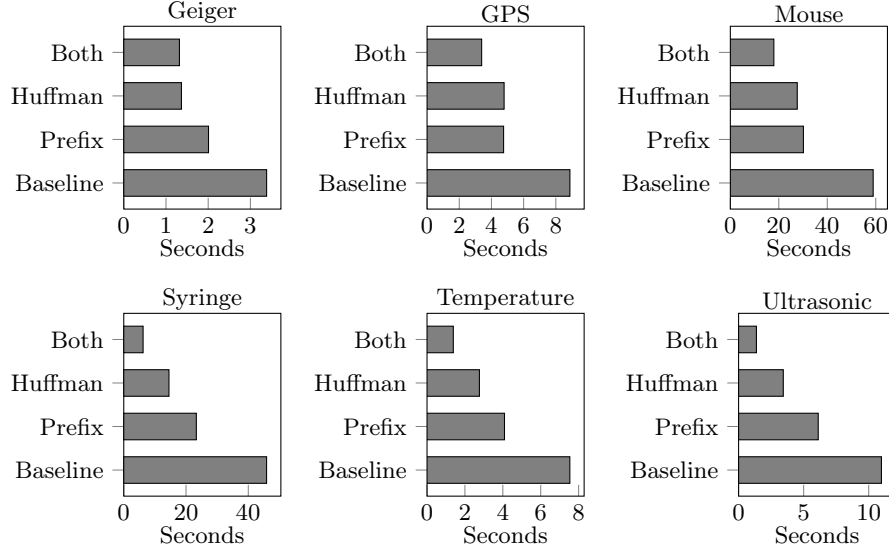 Geiger
Both
Huffman
Prefix
Baseline
0 1 2 3
Seconds
GPS
Both
Huffman
Prefix
Baseline
0 2 4 6 8
Seconds
Mouse
Both
Huffman
Prefix
Baseline
0 20 40 60
Seconds
Syringe
Both
Huffman
Prefix
Baseline
0 20 40
Seconds
Temperature
Both
Huffman
Prefix
Baseline
0 2 4 6 8
Seconds
Ultrasonic
Both
Huffman
Prefix
Baseline
0 5 10
Seconds